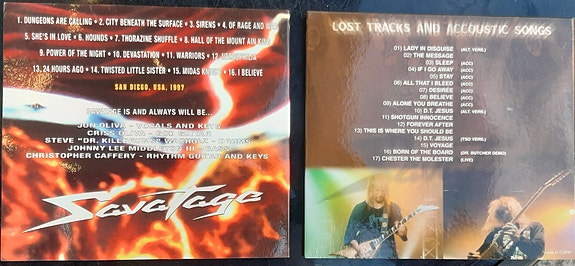 1. DUNGEONS ARE CALLING • 2. CITY BENEATH THE SURFACE • 3. SIRENS • 4. OF RAGE AND WAR
5. SHE'S IN LOVE • 6. HOUNDS • 7. THORAZINE SHUFFLE • 8. HALL OF THE MOUNTAIN KING
9. POWER OF THE NIGHT • 10. DEVASTATION • 11. WARRIORS • 12.
13. 24 HOURS AGO • 14. TWISTED LITTLE SISTER • 15. MIDAS KNIGHT • 16. I BELIEVE
SAN DIEGO, USA, 1997
SAVATAGE IS AND ALWAYS WILL BE...
JON OLIVA - VOCALS AND KEYS
CRISS OLIVA - GUITAR
STEVE "DR. KILLDRUMS" WACHOLZ - DRUMS
JOHNNY LEE MIDDLETON III - BASS
CHRISTOPHER CAFFERY - RHYTHM GUITAR AND KEYS
Savatage
LOST TRACKS AND ACCOUSTIC SONGS
01) LADY IN DISGUISE (ALT. VERS.)
02) THE MESSAGE
03) SLEEP (ACC)
04) IF I GO AWAY (ACC)
05) STAY (ACC)
06) ALL THAT I BLEED (ACC)
07) DESIRÉE (ACC)
08) BELIEVE (ACC)
09) ALONE YOU BREATHE (ACC)
10) D.T. JESUS (ALT. VERS.)
11) SHOTGUN INNOCENCE
12) FOREVER AFTER
13) THIS IS WHERE YOU SHOULD BE
14) D.T. JESUS (TSO VERS.)
15) VOYAGE
16) BORN OF THE BOARD (DR. BUTCHER DEMO)
17) CHESTER THE MOLESTER (LIVE)